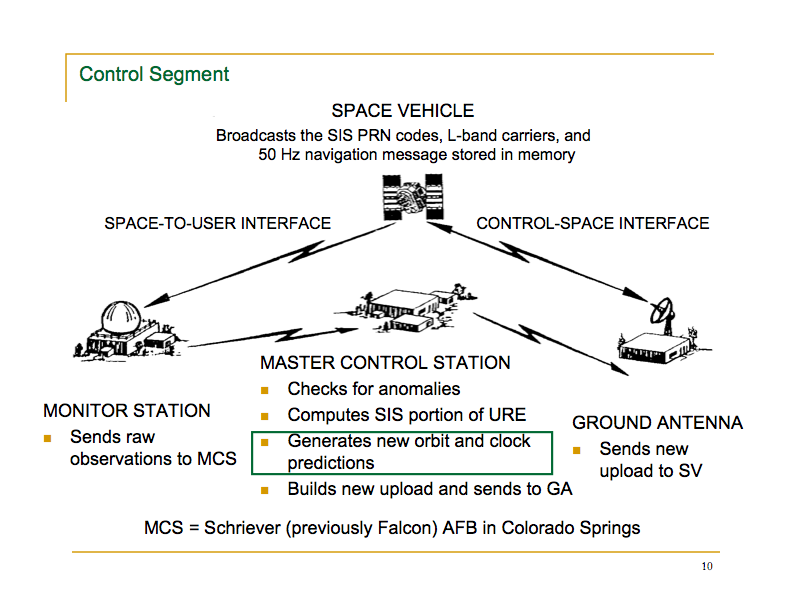 Control Segment
SPACE VEHICLE
Broadcasts the SIS PRN codes, L-band carriers, and
50 Hz navigation message stored in memory
SPACE-TO-USER INTERFACE
CONTROL-SPACE INTERFACE
MASTER CONTROL STATION
Checks for anomalies
Computes SIS portion of URE
Generates new orbit and clock
predictions
Builds new upload and sends to GA
MONITOR STATION
Sends raw
observations to MCS
GROUND ANTENNA
Sends new
upload to SV
MCS = Schriever (previously Falcon) AFB in Colorado Springs
10